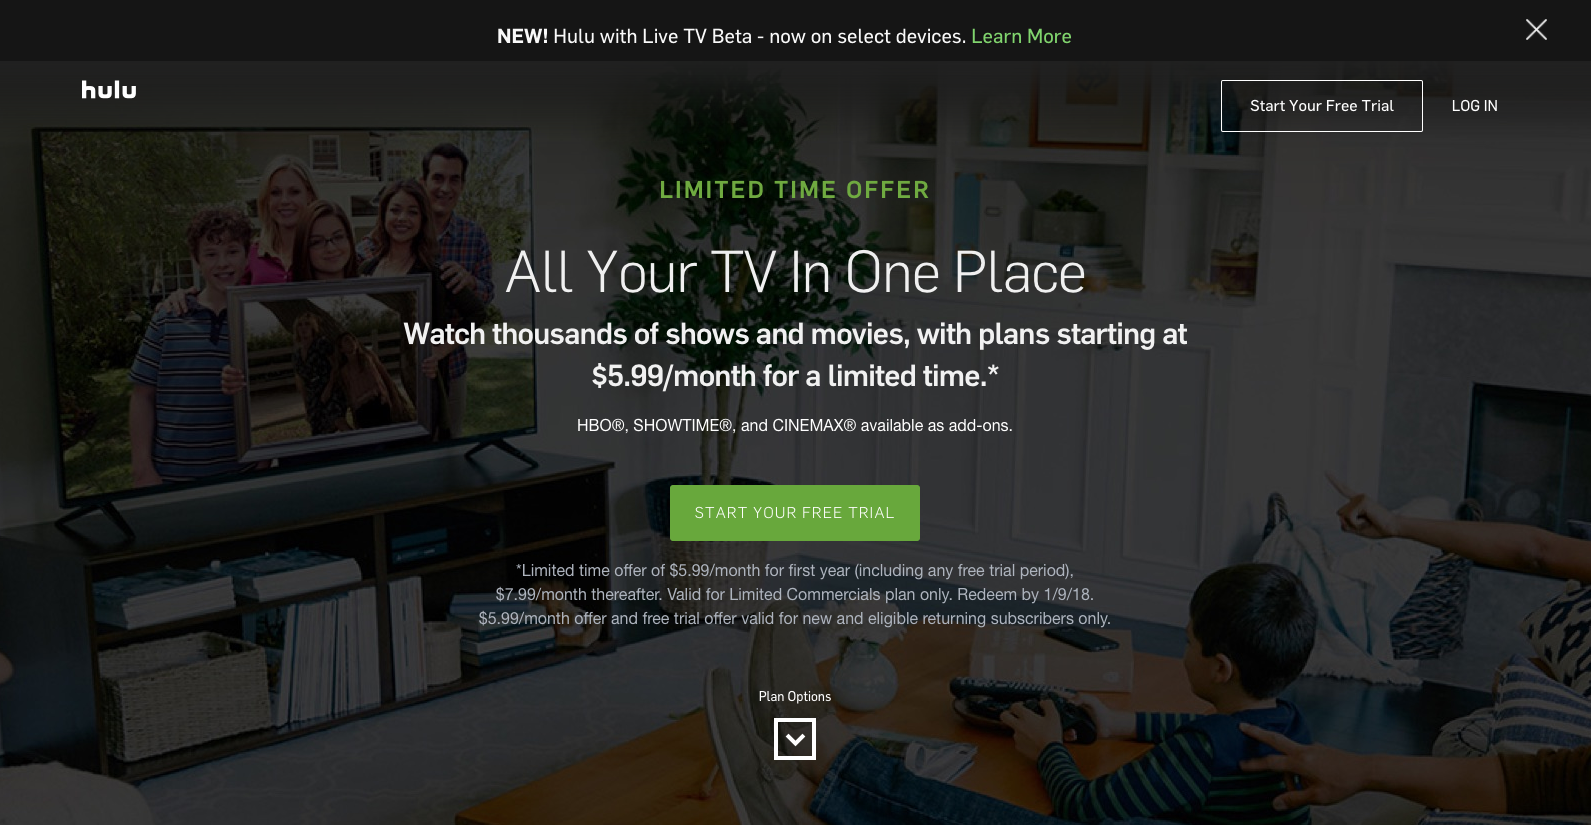 NEW! Hulu with Live TV Beta - now on select devices. Learn More
hulu
Start Your Free Trial
LOG IN
LIMITED TIME OFFER
All Your TV In One Place
Watch thousands of shows and movies, with plans starting at
$5.99/month for a limited time.*
HBO®, SHOWTIME®, and CINEMAX® available as add-ons.
START YOUR FREE TRIAL
*Limited time offer of $5.99/month for first year (including any free trial period),
$7.99/month thereafter. Valid for Limited Commercials plan only. Redeem by 1/9/18.
$5.99/month offer and free trial offer valid for new and eligible returning subscribers only.
Plan Options